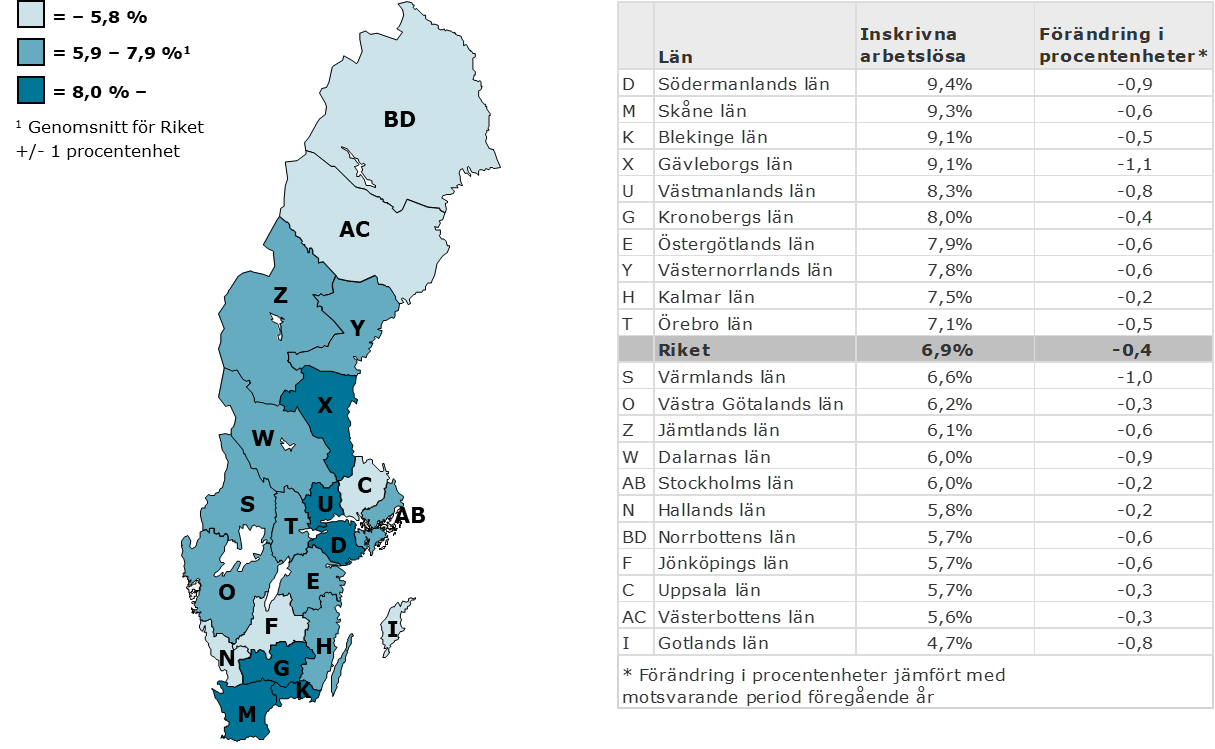 = – 5,8 %
= 5,9 – 7,9 %¹
= 8,0 % –
¹ Genomsnitt för Riket
+/- 1 procentenhet
BD
AC
Z
Y
X
W
C
S
U
AB
T
D
O
E
F
I
H
N
G
K
M
Län Inskrivna arbetslösa Förändring i procentenheter*
D Södermanlands län 9,4% -0,9
M Skåne län 9,3% -0,6
K Blekinge län 9,1% -0,5
X Gävleborgs län 9,1% -1,1
U Västmanlands län 8,3% -0,8
G Kronobergs län 8,0% -0,4
E Östergötlands län 7,9% -0,6
Y Västernorrlands län 7,8% -0,6
H Kalmar län 7,5% -0,2
T Örebro län 7,1% -0,5
Riket 6,9% -0,4
S Värmlands län 6,6% -1,0
O Västra Götalands län 6,2% -0,3
Z Jämtlands län 6,1% -0,6
W Dalarnas län 6,0% -0,9
AB Stockholms län 6,0% -0,2
N Hallands län 5,8% -0,2
BD Norrbottens län 5,7% -0,6
F Jönköpings län 5,7% -0,6
C Uppsala län 5,7% -0,3
AC Västerbottens län 5,6% -0,3
I Gotlands län 4,7% -0,8
* Förändring i procentenheter jämfört med
motsvarande period föregående år